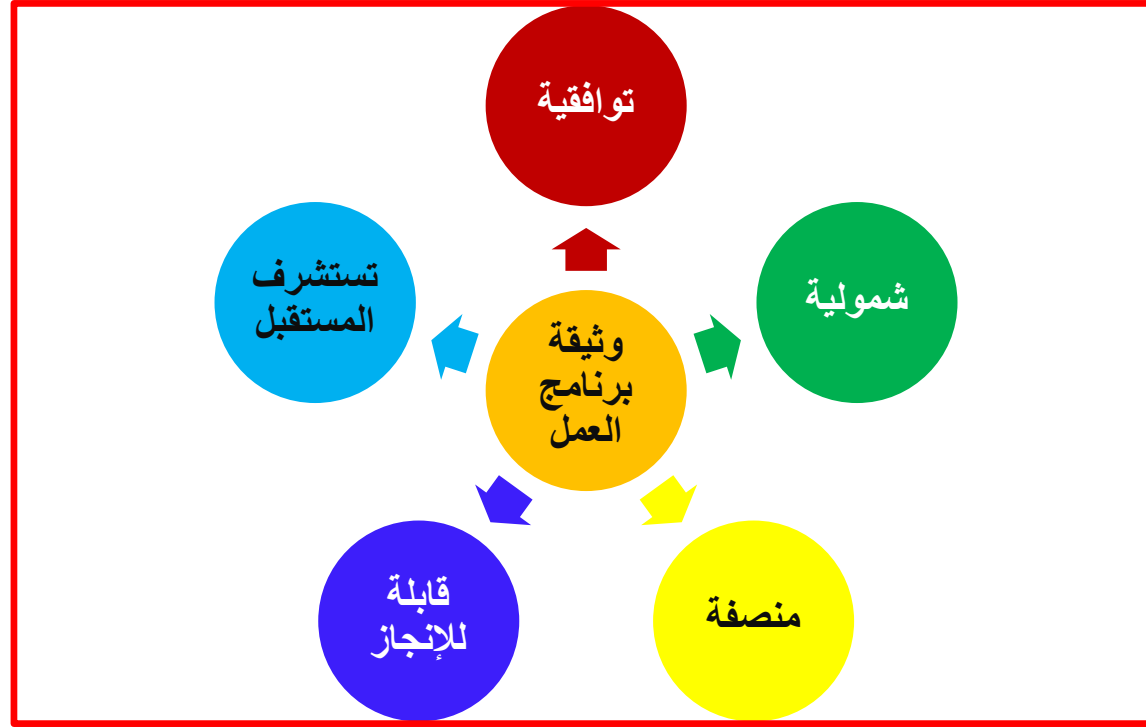 توافقية
تستشرف
المستقبل
شمولية
وثيقة
برنامج
العمل
قابلة
للإنجاز
منصفة